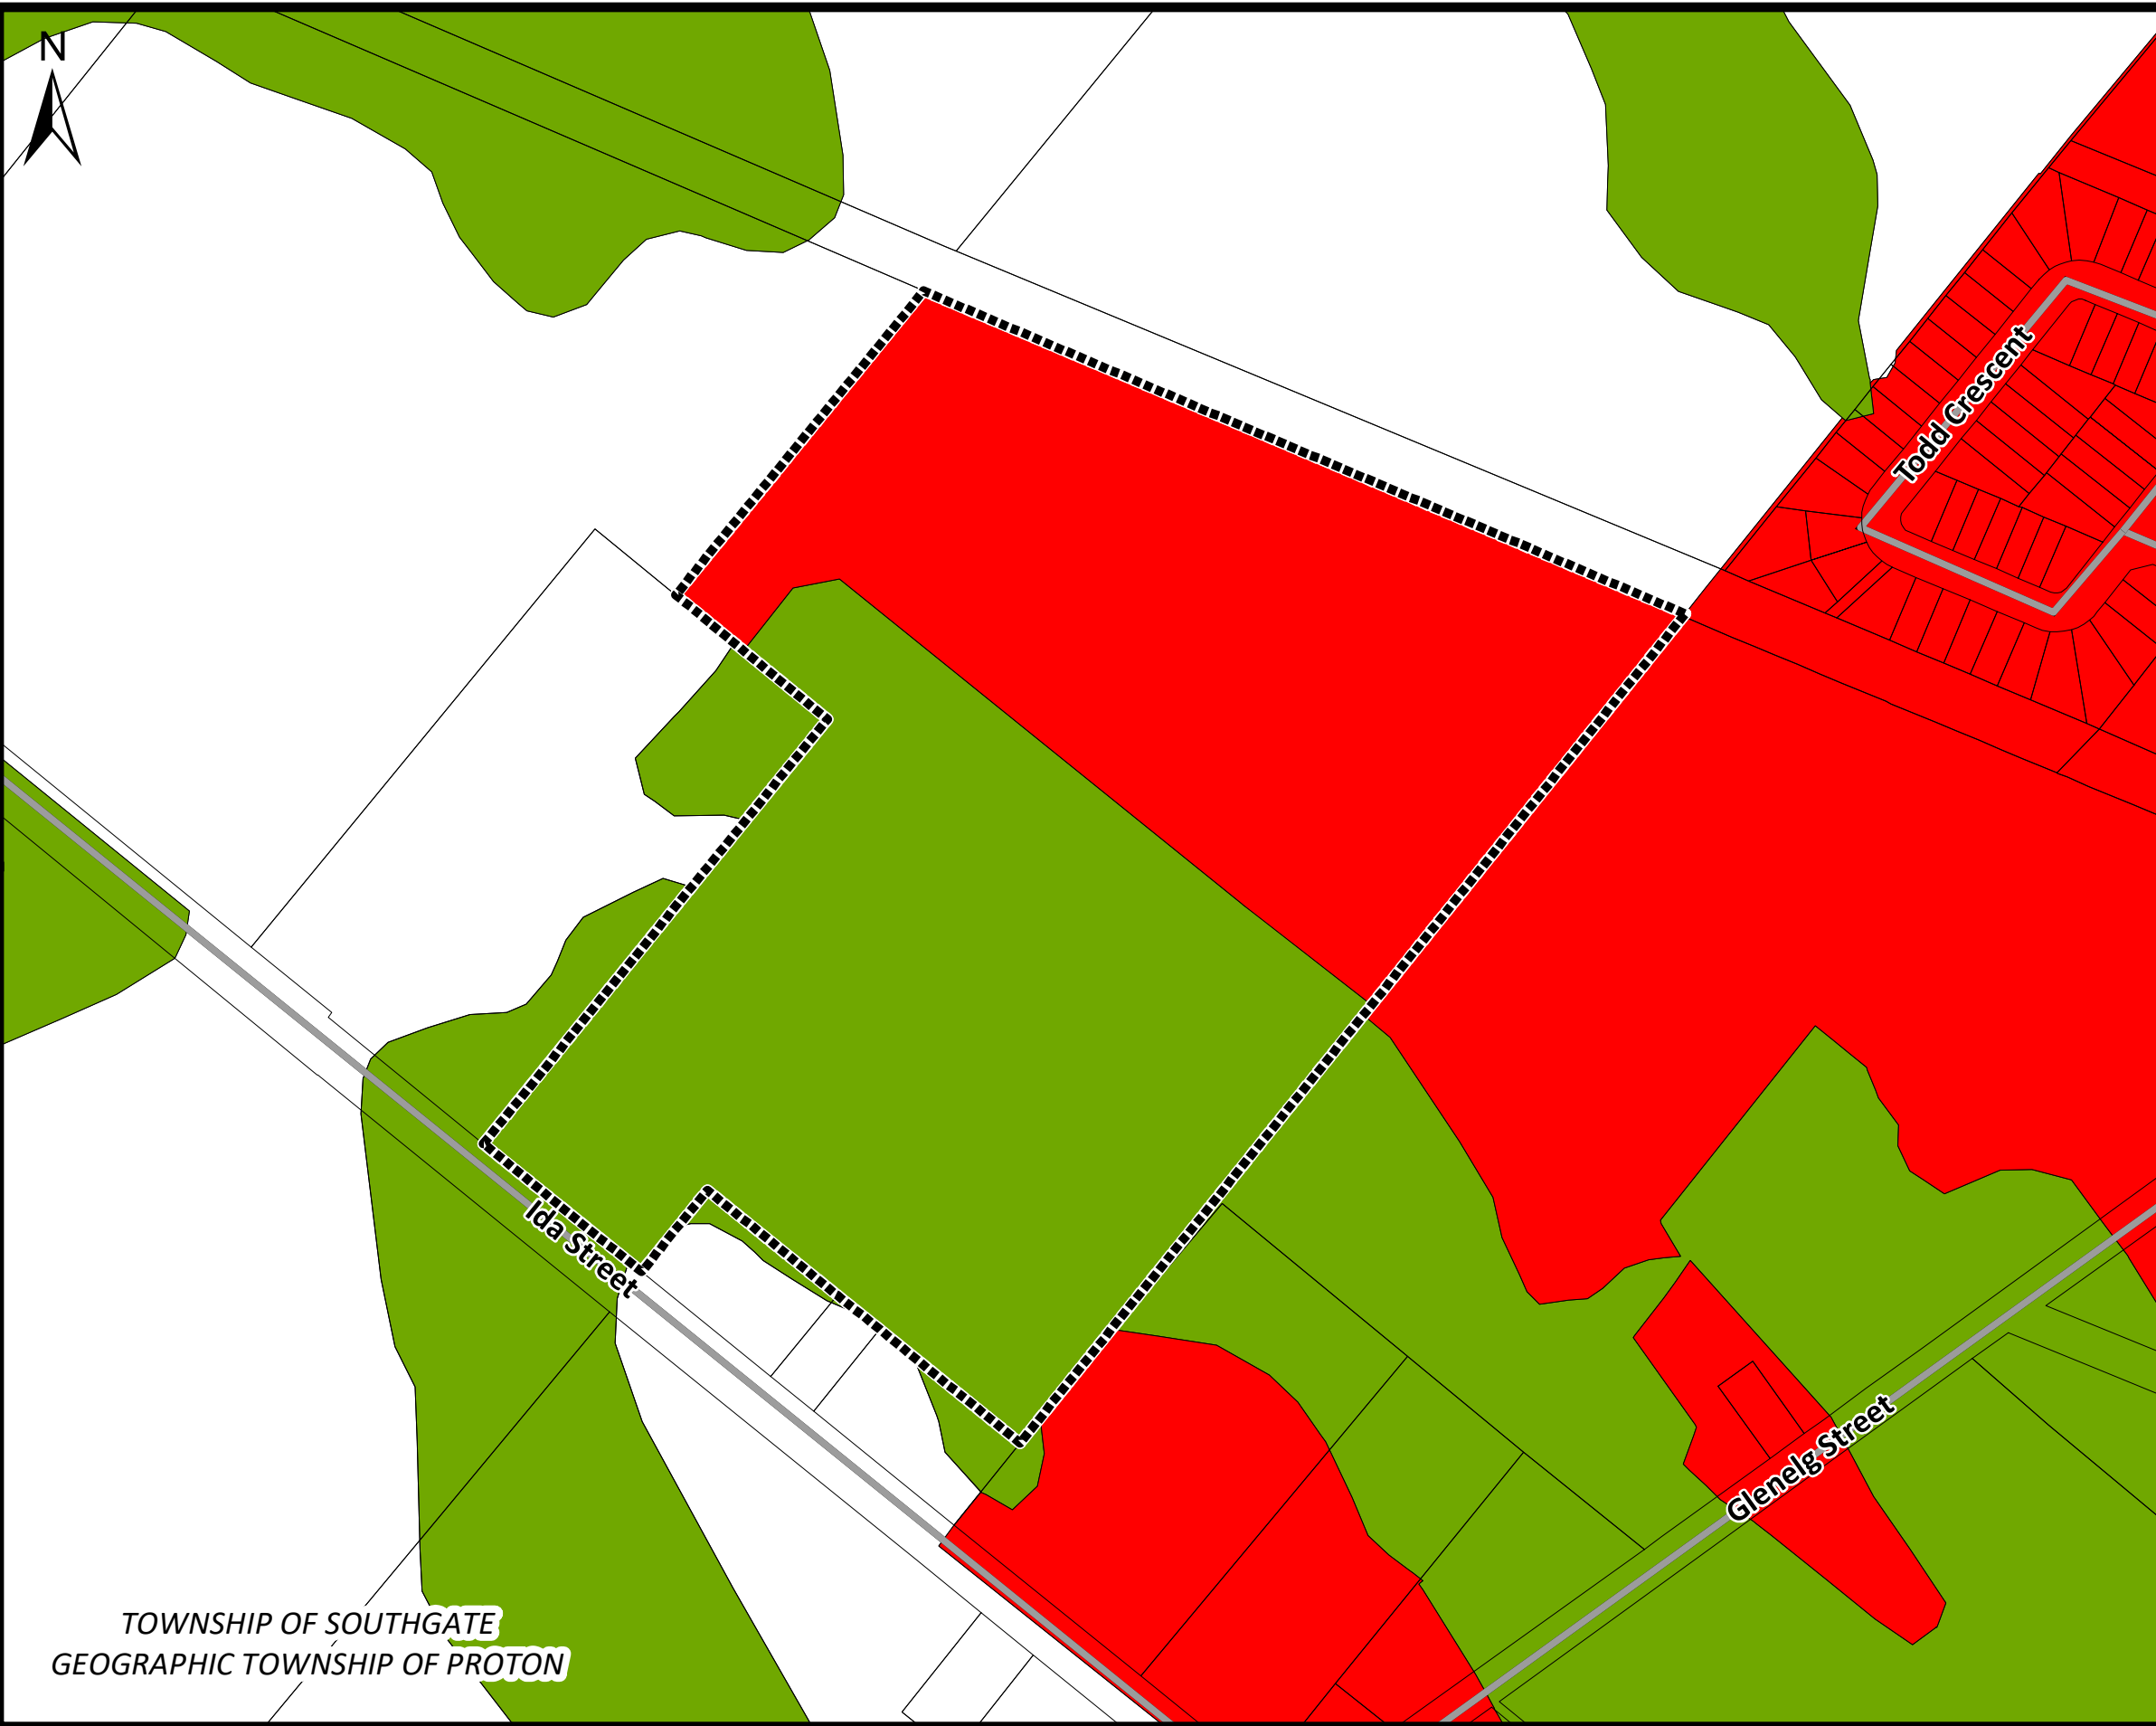 N
Todd Crescent
Ida Street
Glenelg Street
TOWNSHIP OF SOUTHGATE
GEOGRAPHIC TOWNSHIP OF PROTON